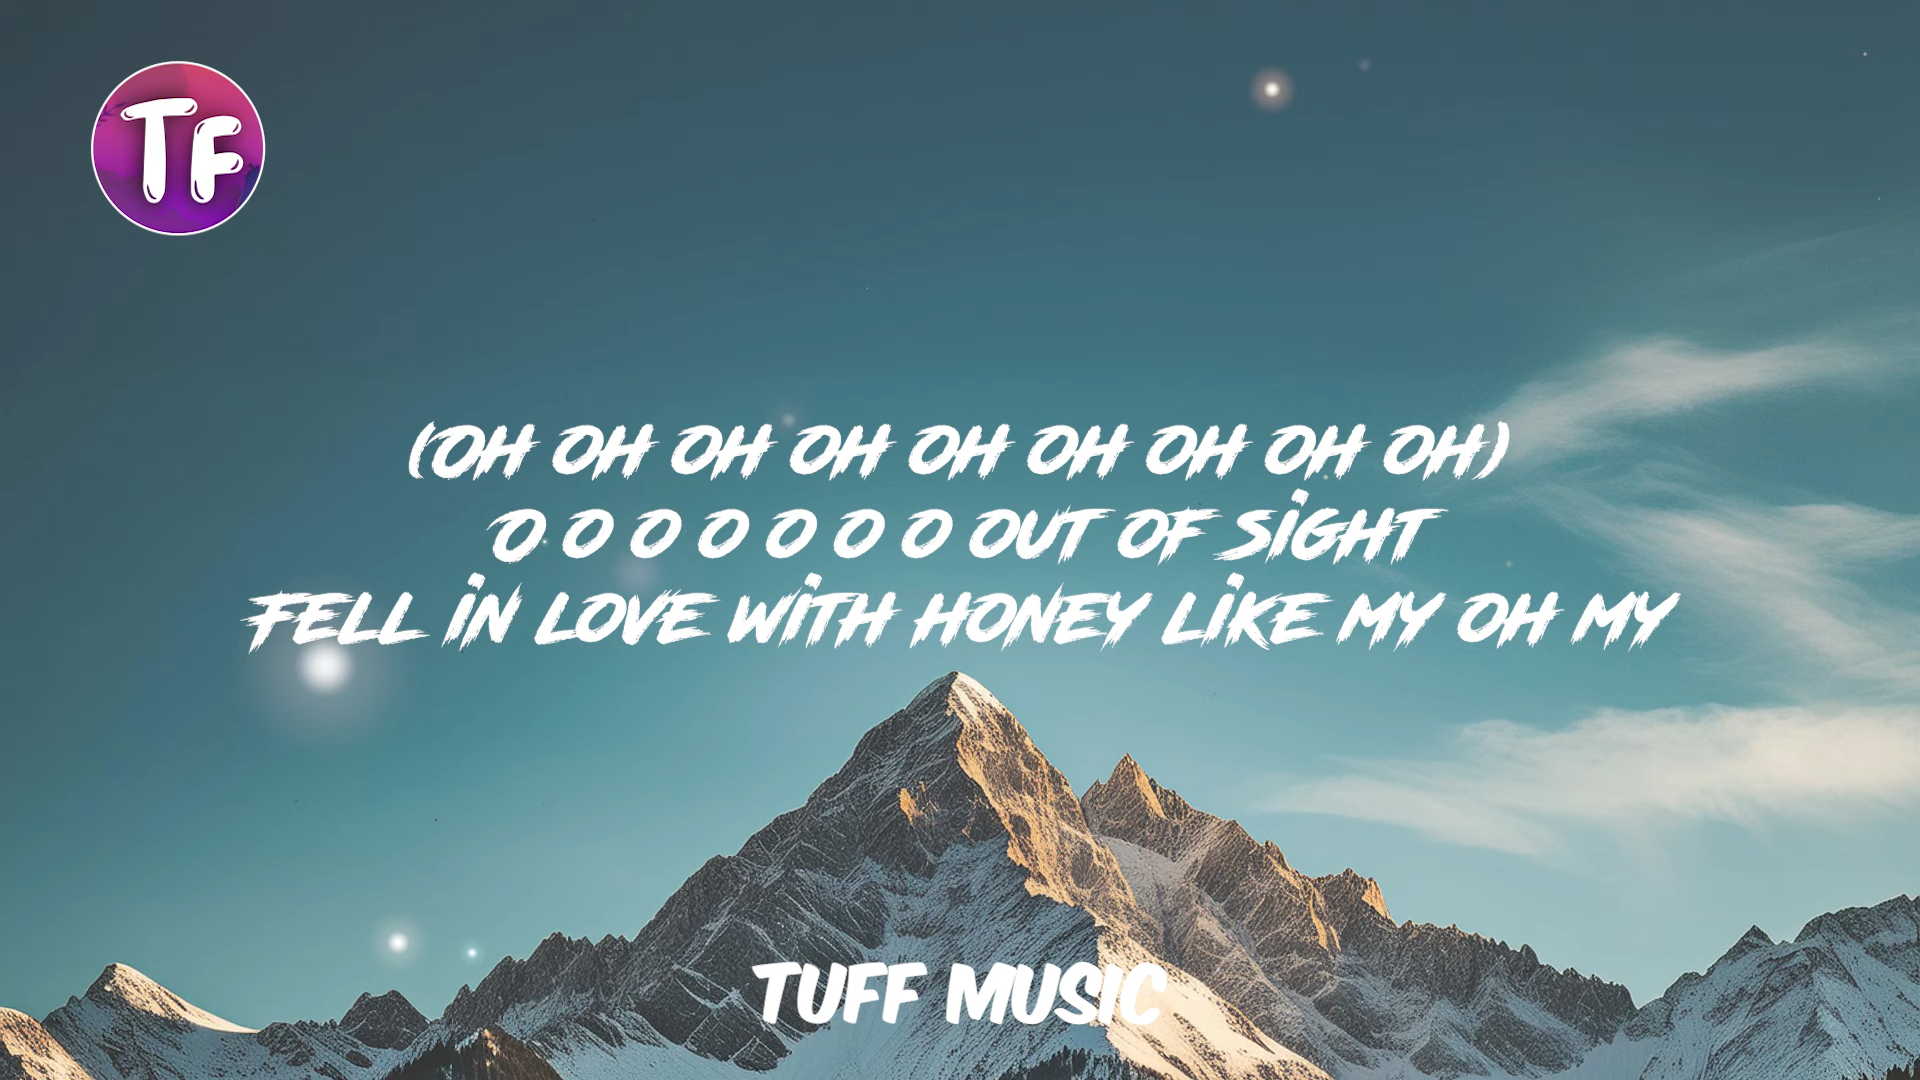 TF
(OH OH OH OH OH OH OH OH OH)
O O O O O O O OUT OF SIGHT
FELL IN LOVE WITH HONEY LIKE MY OH MY
TUFF MUSIC